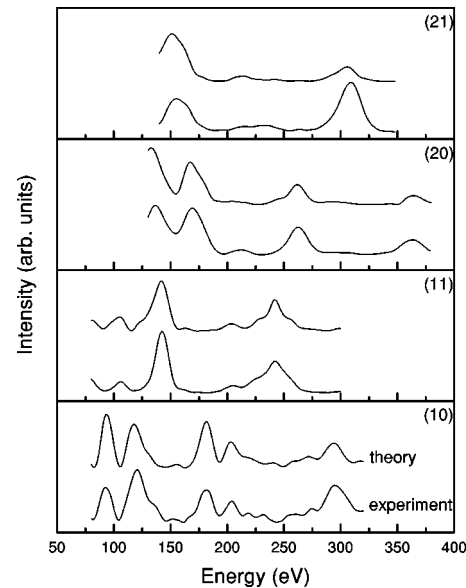 (21)
(20)
(11)
(10)
theory
experiment
Intensity (arb. units)
50 100 150 200 250 300 350 400
Energy (eV)